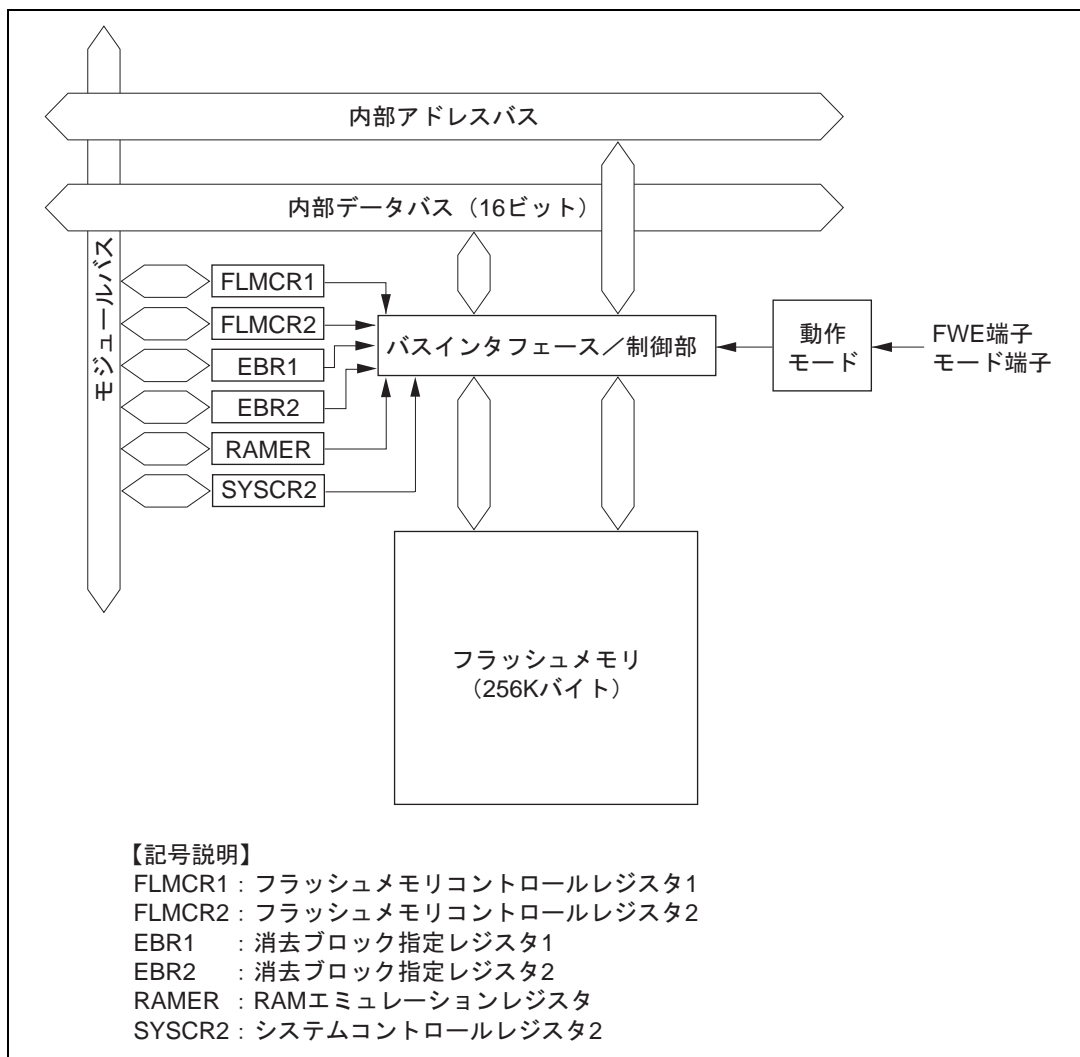 内部アドレスバス
内部データバス（16ビット）
モジュールバス
FLMCR1
FLMCR2
EBR1
EBR2
RAMER
SYSCR2
バスインタフェース／制御部
動作
モード
FWE端子
モード端子
フラッシュメモリ
（256Kバイト）
【記号説明】
FLMCR1：フラッシュメモリコントロールレジスタ1
FLMCR2：フラッシュメモリコントロールレジスタ2
EBR1　：消去ブロック指定レジスタ1
EBR2　：消去ブロック指定レジスタ2
RAMER：RAMエミュレーションレジスタ
SYSCR2：システムコントロールレジスタ2